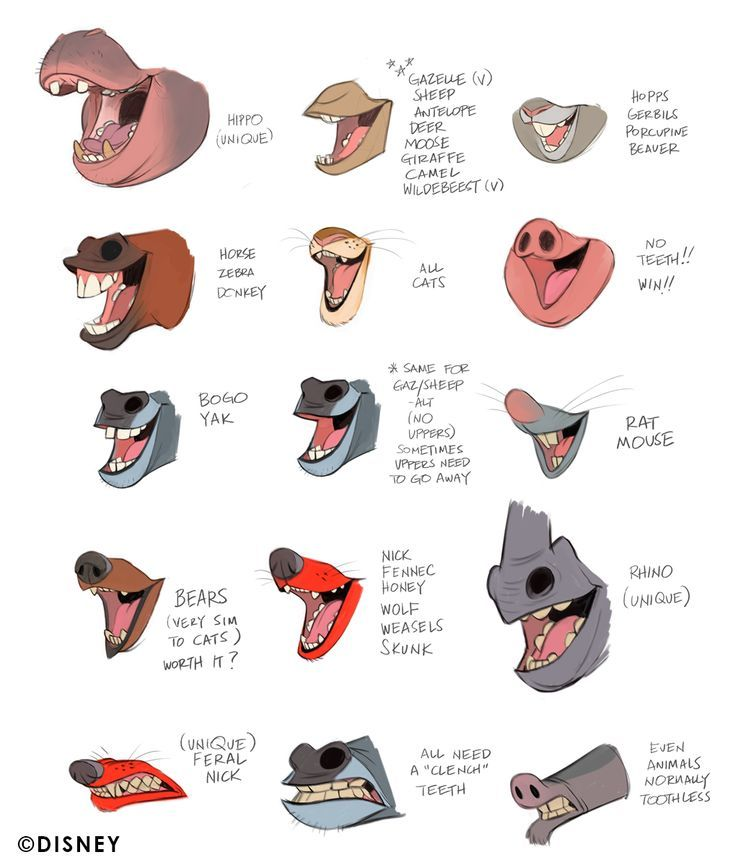 HIPPO
(UNIQUE)
***
GAZELLE (V)
SHEEP
ANTELOPE
DEER
MOOSE
GIRAFFE
CAMEL
WILDEBEEST (V)
HOPPS
GERBILS
PORCUPINE
BEAVER
HORSE
ZEBRA
DONKEY
ALL
CATS
NO
TEETH!!
WIN!!
BOGO
YAK
* SAME FOR
GAZ/SHEEP
-ALT
(NO
UPPERS)
SOMETIMES
UPPERS NEED
TO GO AWAY
RAT
MOUSE
BEARS
(VERY SIM
TO CATS)
WORTH IT?
NICK
FENNEC
HONEY
WOLF
WEASELS
SKUNK
RHINO
(UNIQUE)
(UNIQUE)
FERAL
NICK
ALL NEED
A "CLENCH"
TEETH
EVEN
ANIMALS
NORMALLY
TOOTHLESS
©DISNEY